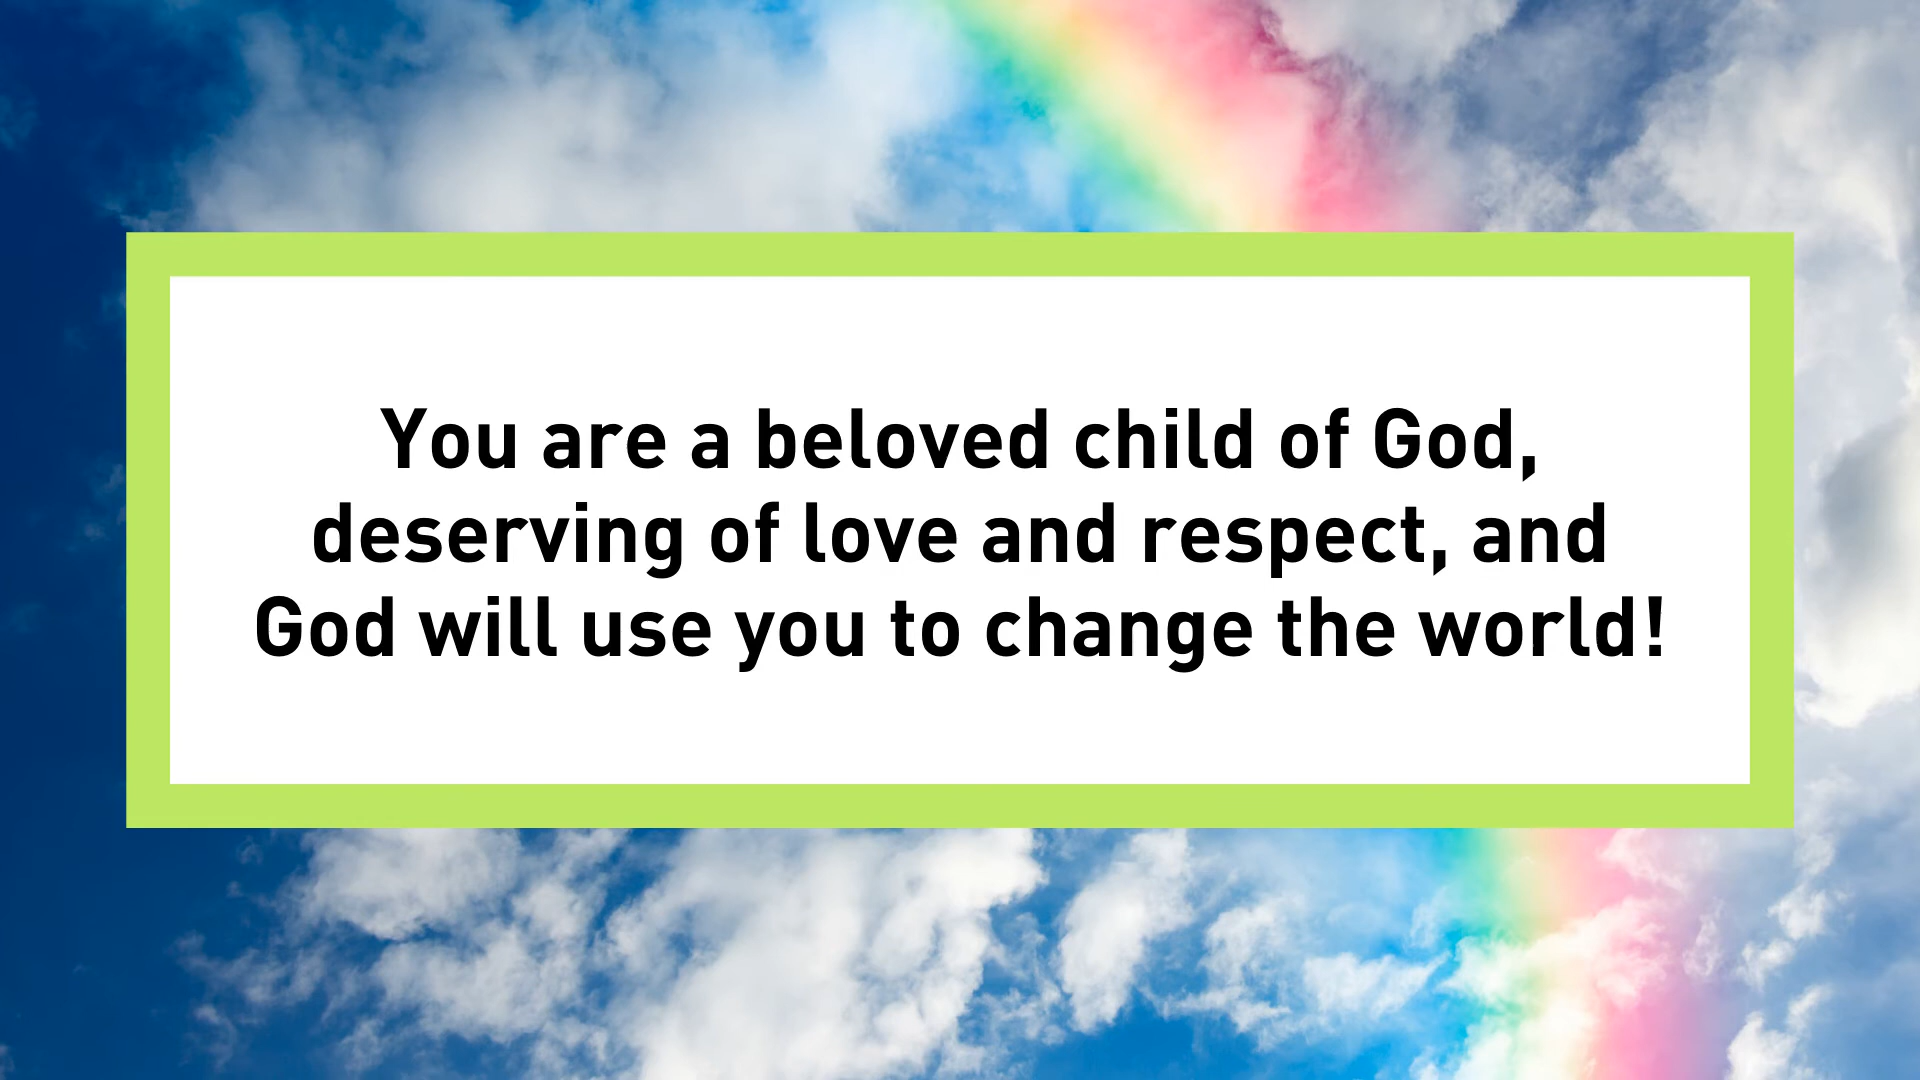 You are a beloved child of God,
deserving of love and respect, and
God will use you to change the world!